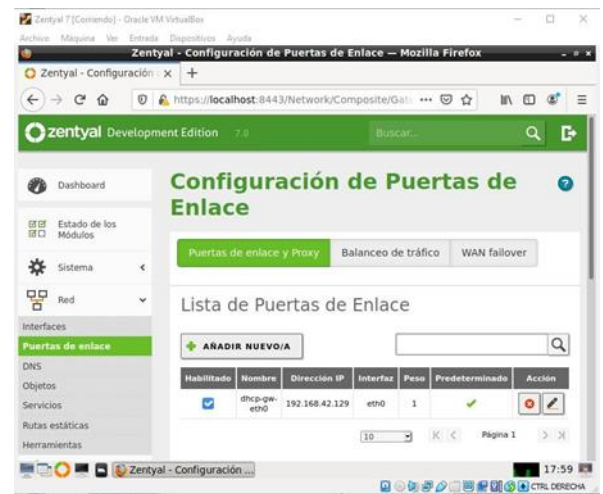 Zentyal 7 [Corriendo] - Oracle VM VirtualBox
Archivo Máquina Ver Entrada Dispositivos Ayuda
Zentyal - Configuración de Puertas de Enlace — Mozilla Firefox
Zentyal - Configuración
https://localhost:8443/Network/Composite/Gat
zentyal Development Edition 7.0
Buscar...
Dashboard
Estado de los
Módulos
Sistema
Red
Interfaces
Puertas de enlace
DNS
Objetos
Servicios
Rutas estáticas
Herramientas
Configuración de Puertas de
Enlace
Puertas de enlace y Proxy Balanceo de tráfico WAN failover
Lista de Puertas de Enlace
AÑADIR NUEVO/A
Habilitado Nombre Dirección IP Interfaz Peso Predeterminado Acción
dhcp-gw-
eth0 192.168.42.129 eth0 1
10 Página 1
Zentyal - Configuración ... 17:59
CTRL DERECHA